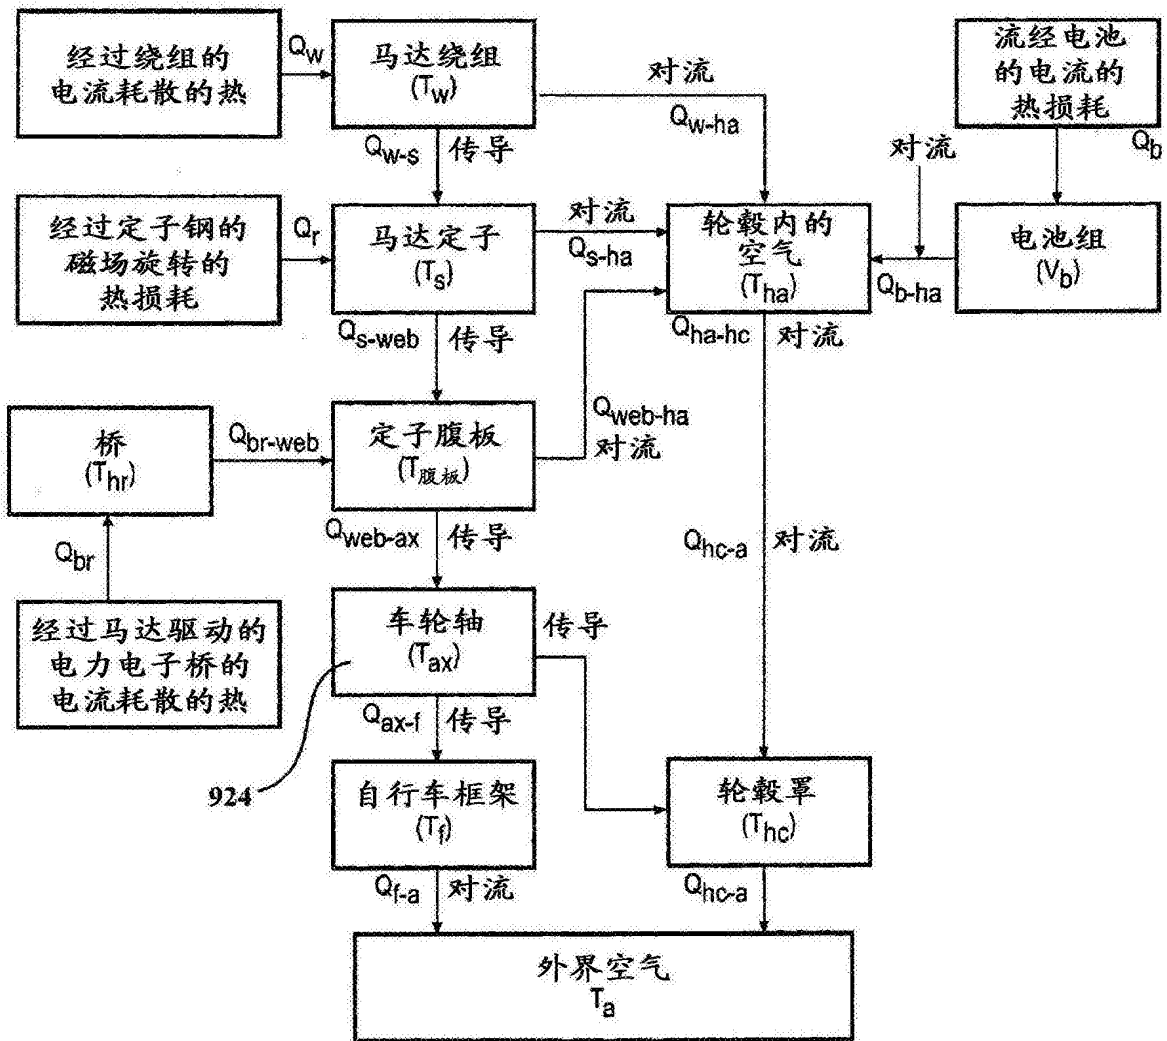 经过绕组的
电流耗散的热
Qw
马达绕组
(Tw)
对流
Qw-ha
流经电池
的电流的
热损耗
Qb
Qw-s 传导
对流
经过定子钢的
磁场旋转的
热损耗
Qr
马达定子
(Ts)
对流
Qs-ha
轮毂内的
空气
(Tha)
Qb-ha
电池组
(Vb)
Qs-web 传导
Qha-hc 对流
桥
(Thr)
Qbr-web
定子腹板
(T腹板)
Qweb-ha
对流
Qbr
Qweb-ax 传导
Qhc-a 对流
经过马达驱动的
电力电子桥的
电流耗散的热
车轮轴
(Tax)
传导
924
Qax-f 传导
自行车框架
(Tf)
轮毂罩
(Thc)
Qf-a 对流
Qhc-a
外界空气
Ta